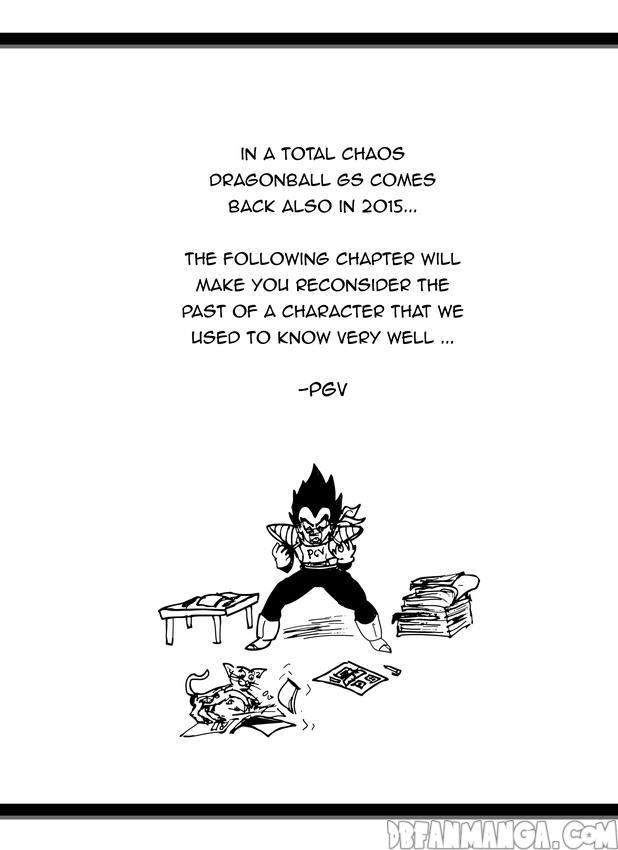 IN A TOTAL CHAOS
DRAGONBALL GS COMES
BACK ALSO IN 2015...
THE FOLLOWING CHAPTER WILL
MAKE YOU RECONSIDER THE
PAST OF A CHARACTER THAT WE
USED TO KNOW VERY WELL ...
-PGV
PGV
DBFANMANGA.COM